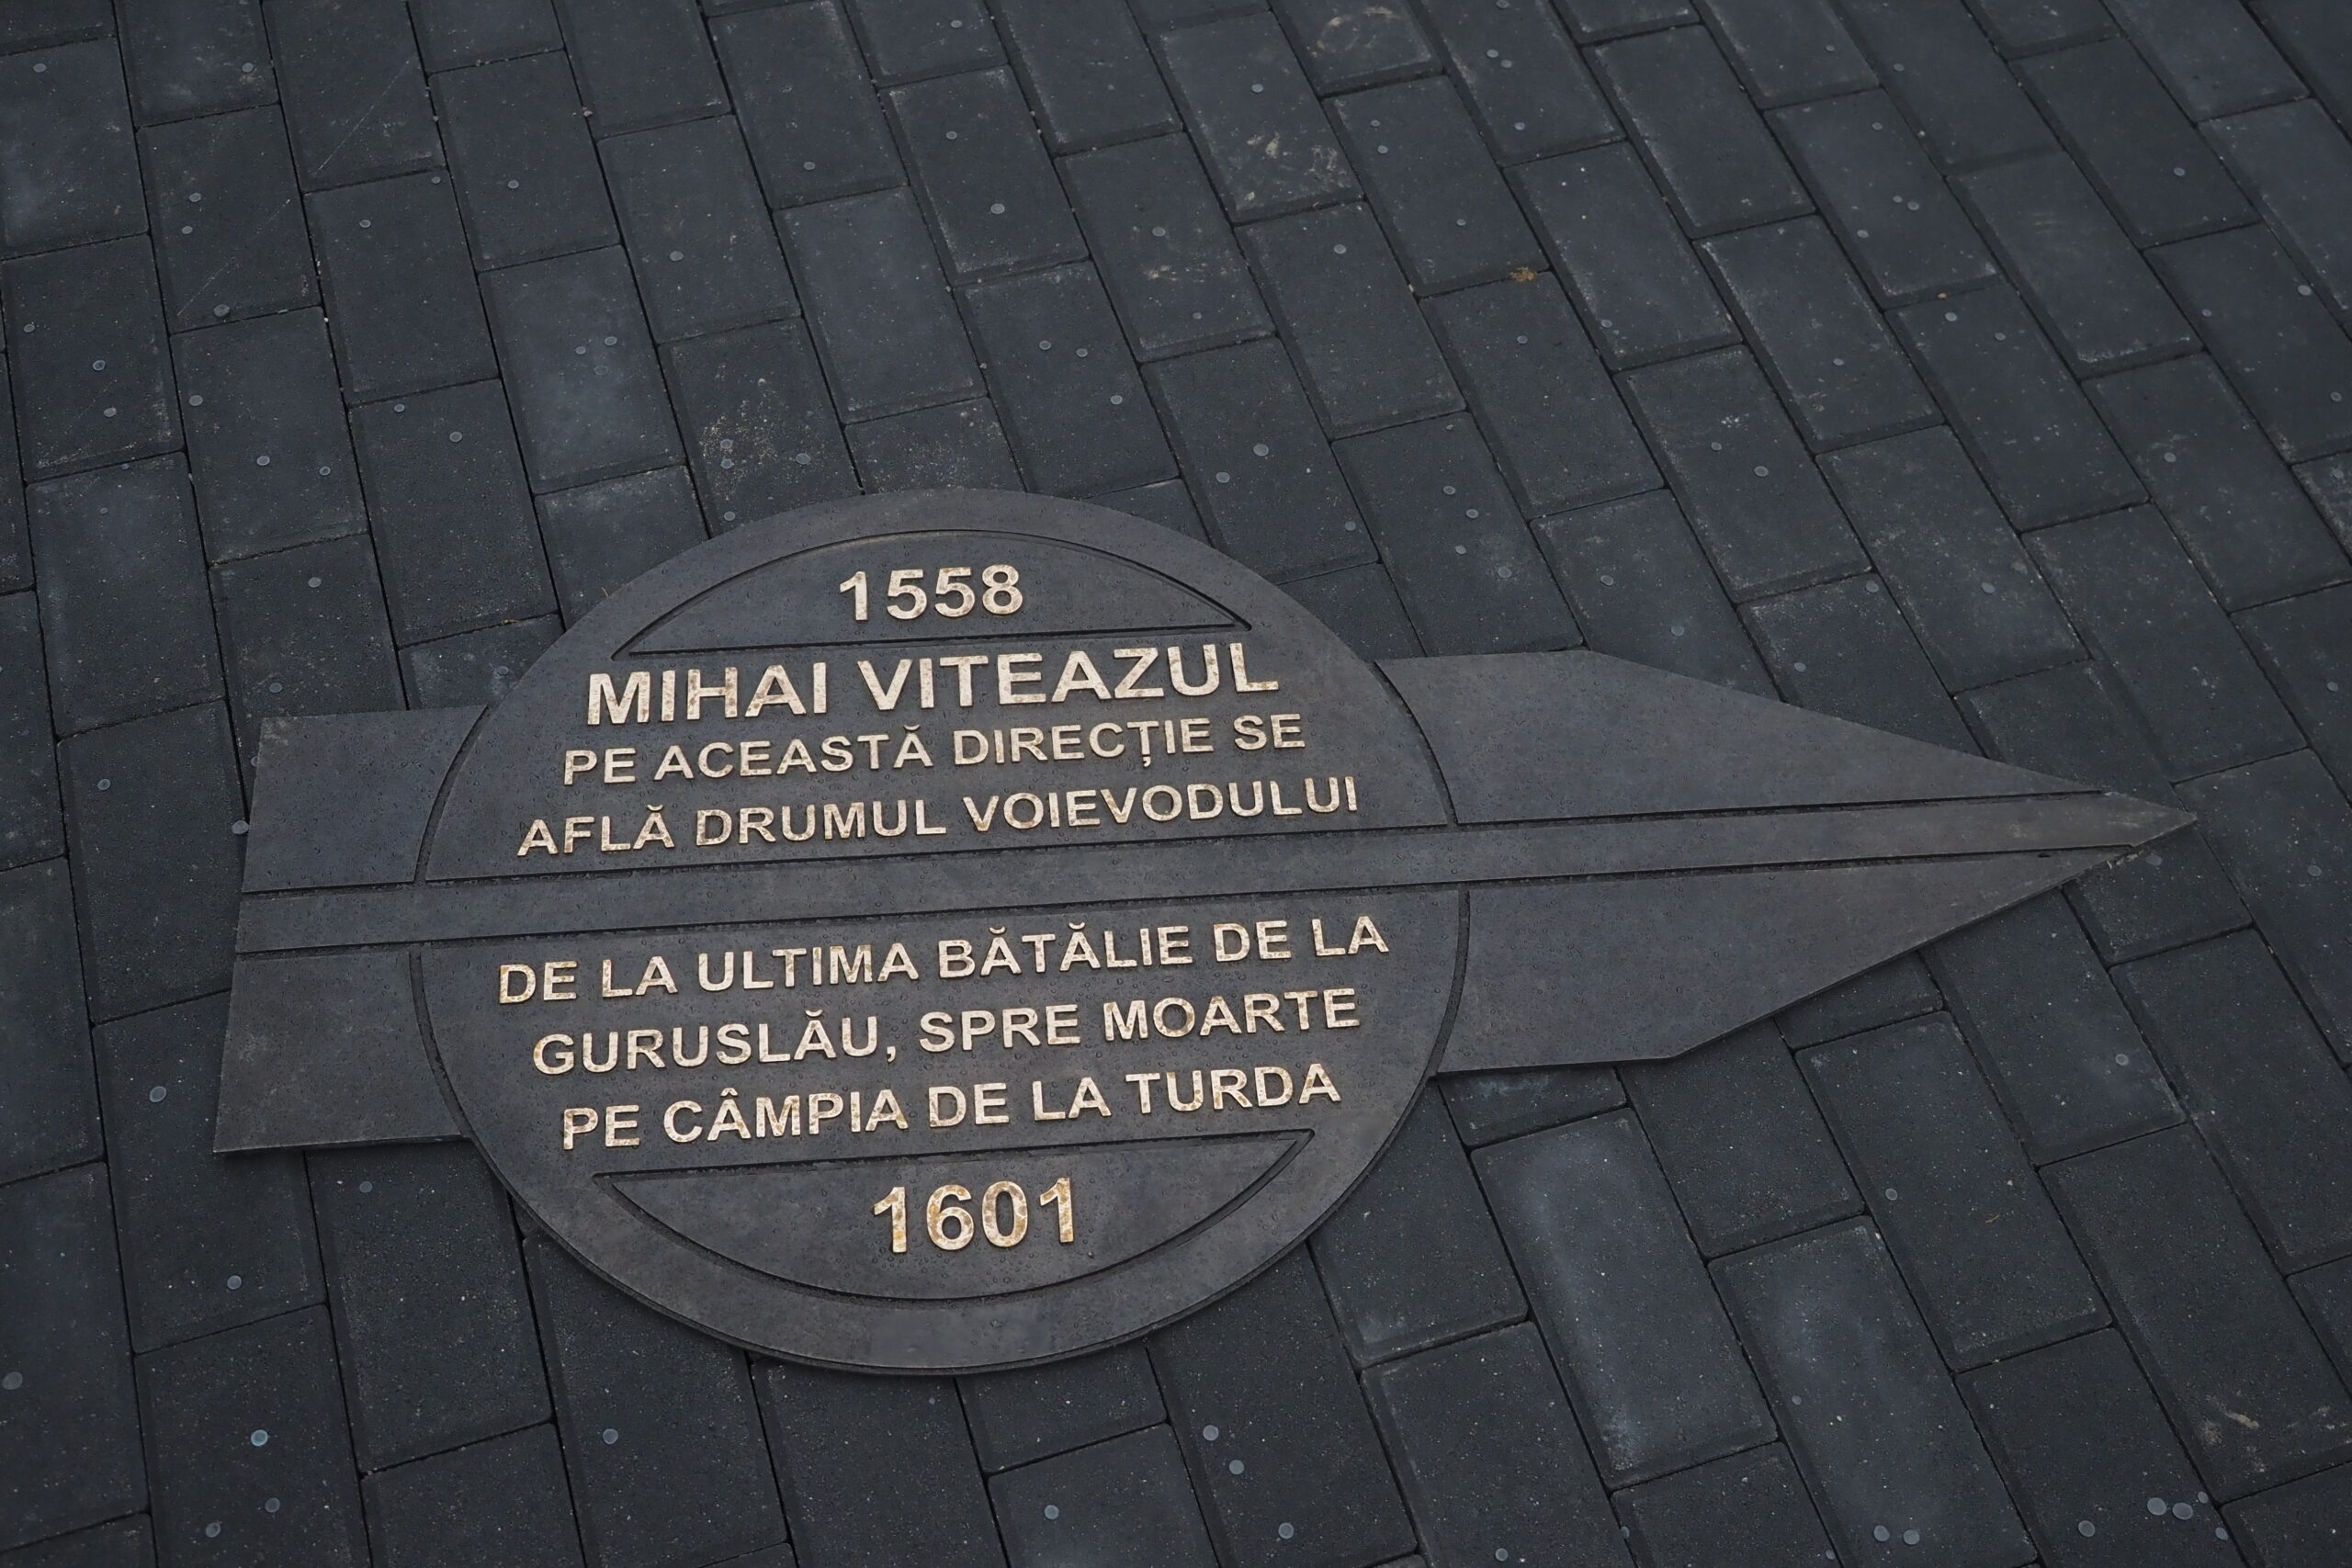 1558
MIHAI VITEAZUL
PE ACEASTĂ DIRECȚIE SE
AFLĂ DRUMUL VOIEVODULUI
DE LA ULTIMA BĂTĂLIE DE LA
GURUSLĂU, SPRE MOARTE
PE CÂMPIA DE LA TURDA
1601